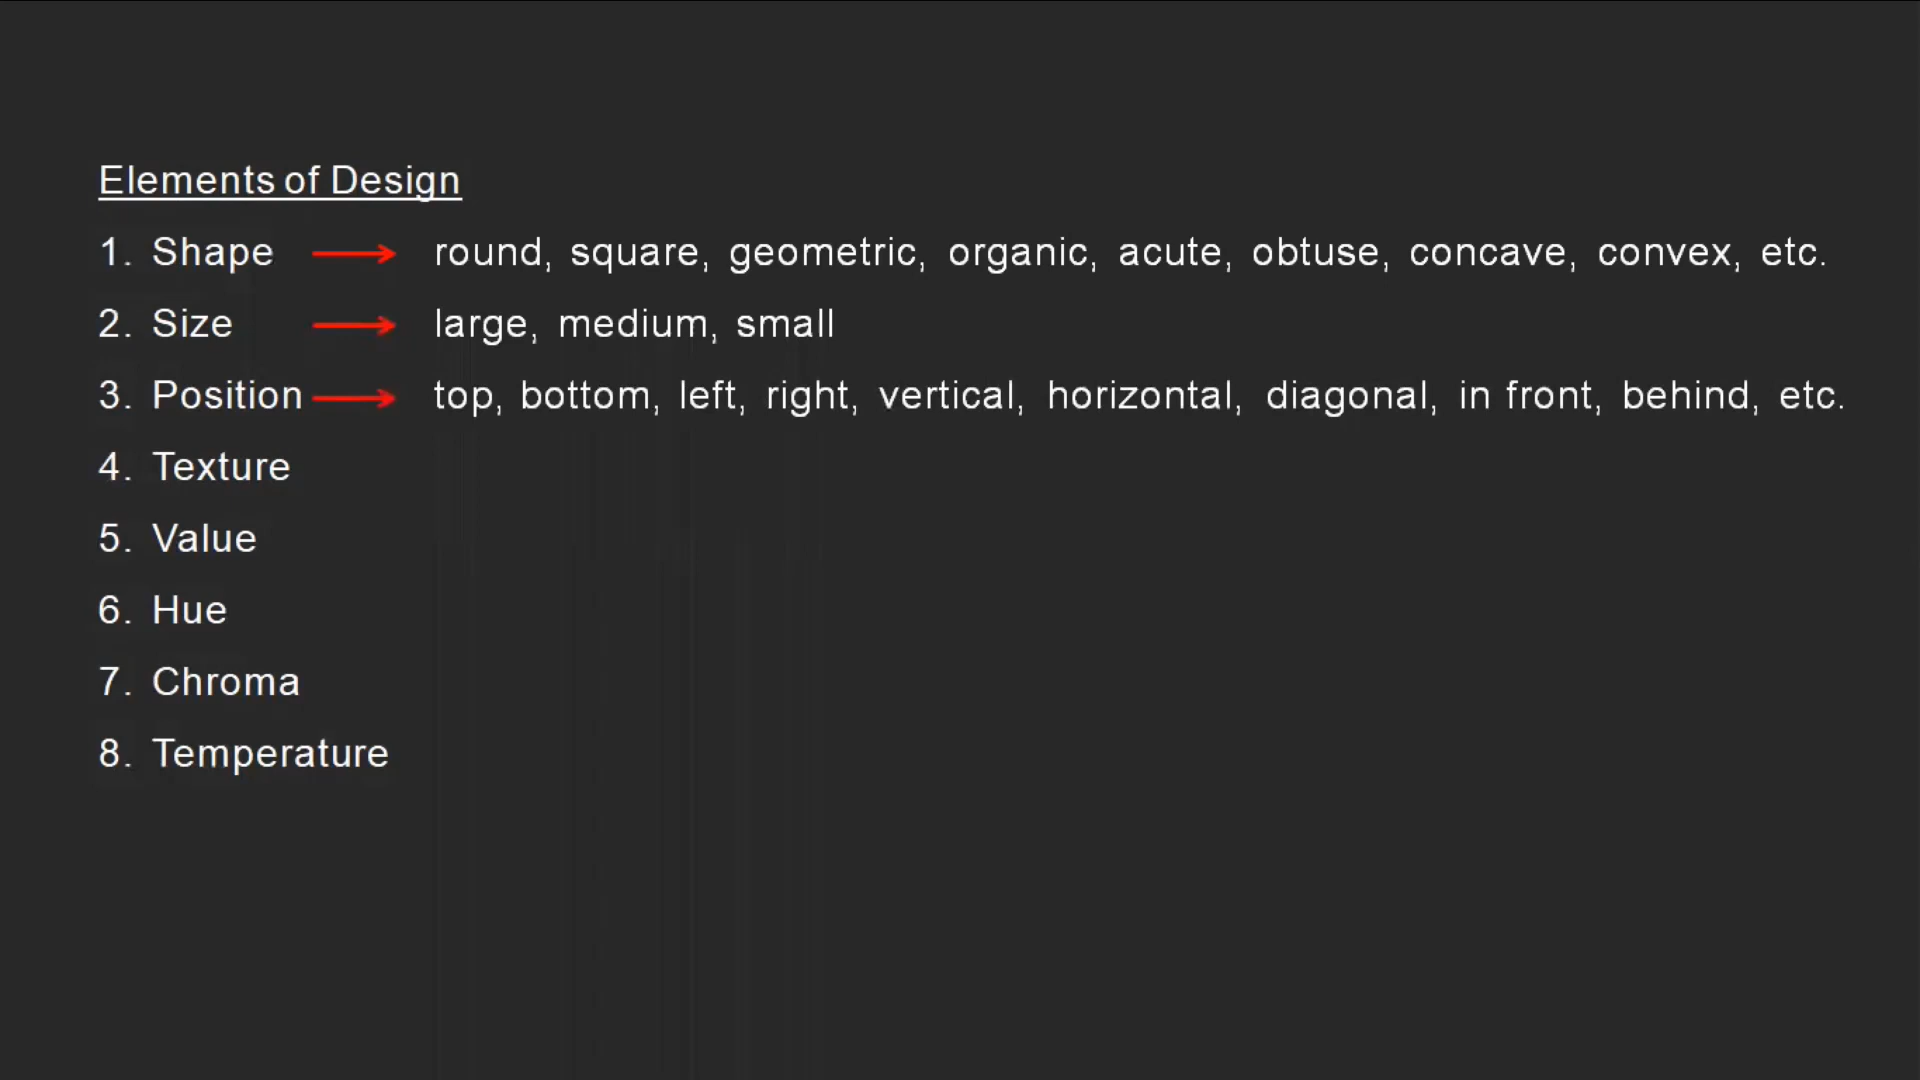 Elements of Design
1. Shape → round, square, geometric, organic, acute, obtuse, concave, convex, etc.
2. Size → large, medium, small
3. Position → top, bottom, left, right, vertical, horizontal, diagonal, in front, behind, etc.
4. Texture
5. Value
6. Hue
7. Chroma
8. Temperature